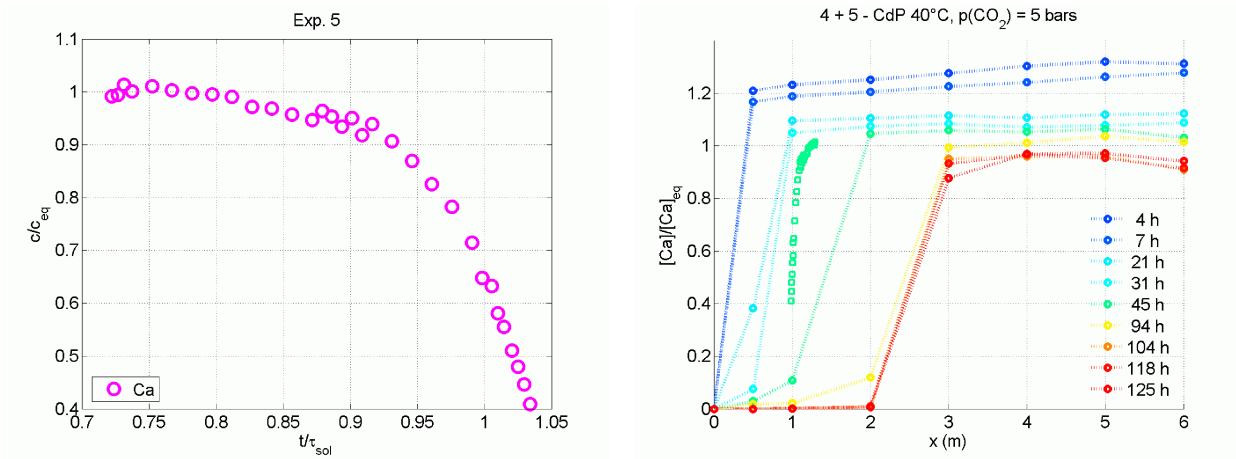 Exp. 5
1.1
1
0.9
0.8
0.7
0.6
0.5
0.4
c/c_eq
Ca
0.7 0.75 0.8 0.85 0.9 0.95 1 1.05
t/τ_sol
4 + 5 - CdP 40°C, p(CO₂) = 5 bars
1.2
1
0.8
0.6
0.4
0.2
0
[Ca]/[Ca]_eq
4 h
7 h
21 h
31 h
45 h
94 h
104 h
118 h
125 h
0 1 2 3 4 5 6
x (m)